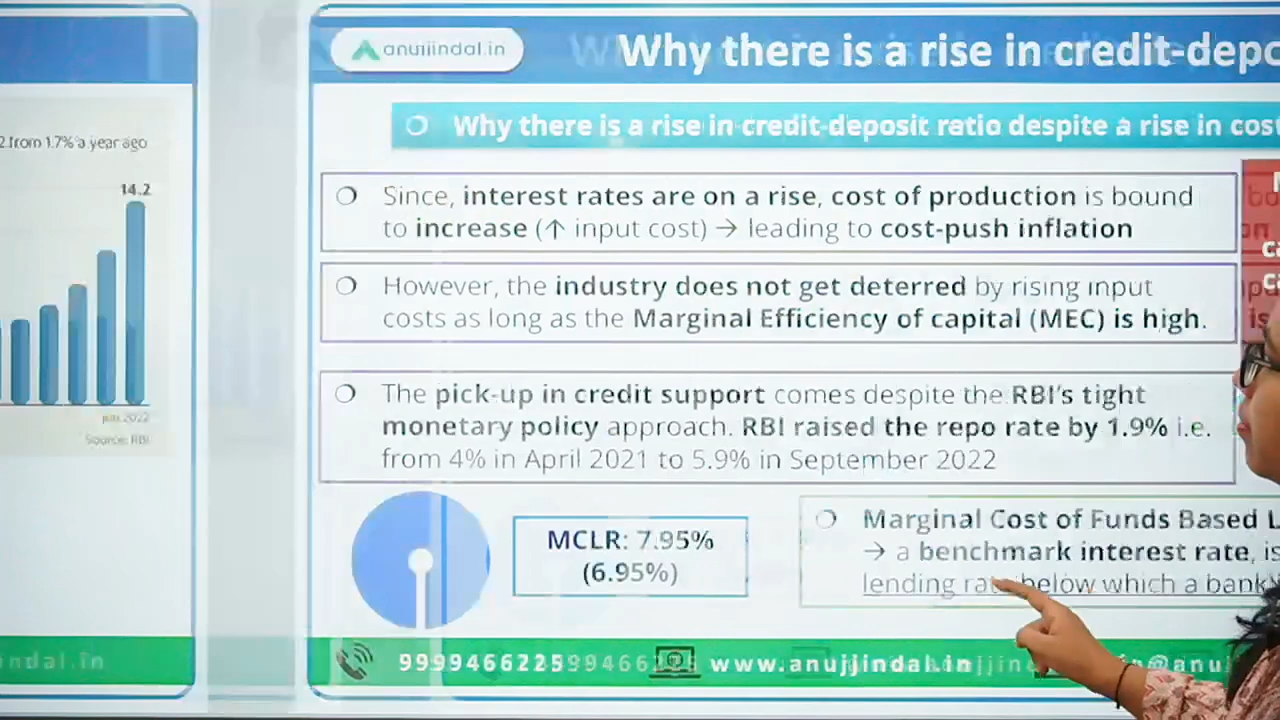 2 from 1.7% a year ago
14.2
Jun 2022
Source: RBI
ndal.in
anujjindal.in
Why there is a rise in credit-depo
Why there is a rise in credit-deposit ratio despite a rise in cos
Since, interest rates are on a rise, cost of production is bound
to increase (↑ input cost) → leading to cost-push inflation
However, the industry does not get deterred by rising input
costs as long as the Marginal Efficiency of capital (MEC) is high.
The pick-up in credit support comes despite the RBI's tight
monetary policy approach. RBI raised the repo rate by 1.9% i.e.
from 4% in April 2021 to 5.9% in September 2022
MCLR: 7.95%
(6.95%)
Marginal Cost of Funds Based L
→ a benchmark interest rate, is
lending rate below which a bank
9999466225
www.anujjindal.in
@anuj